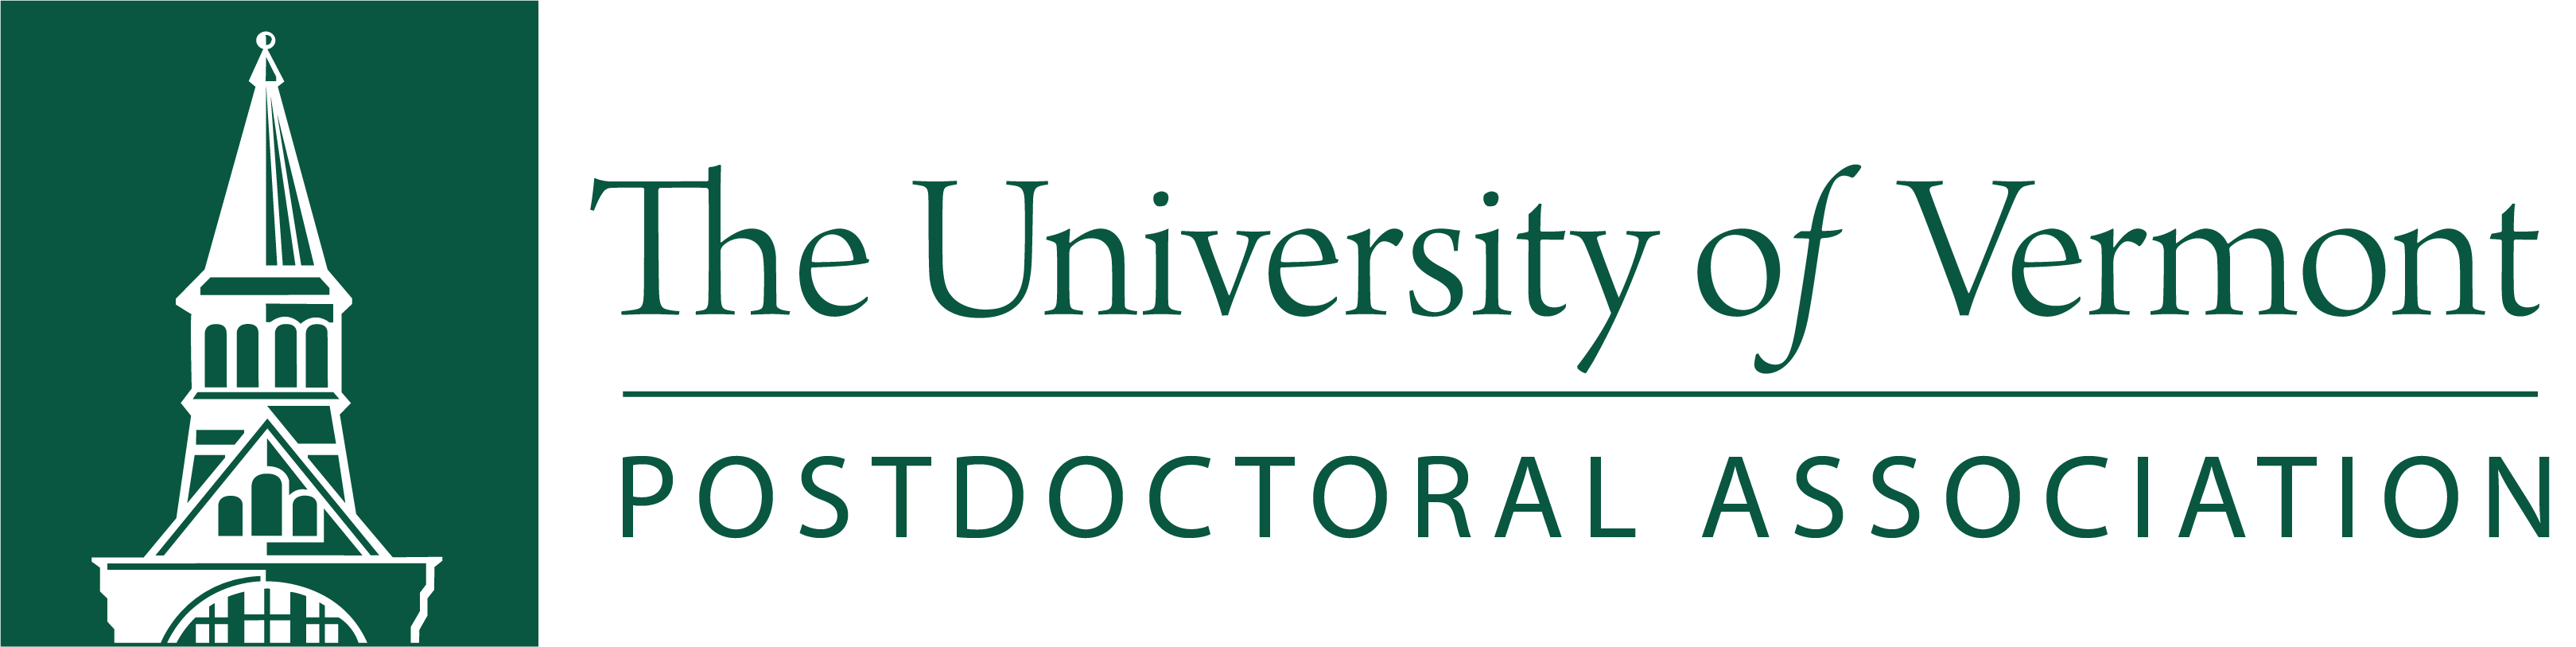 The University of Vermont
POSTDOCTORAL ASSOCIATION